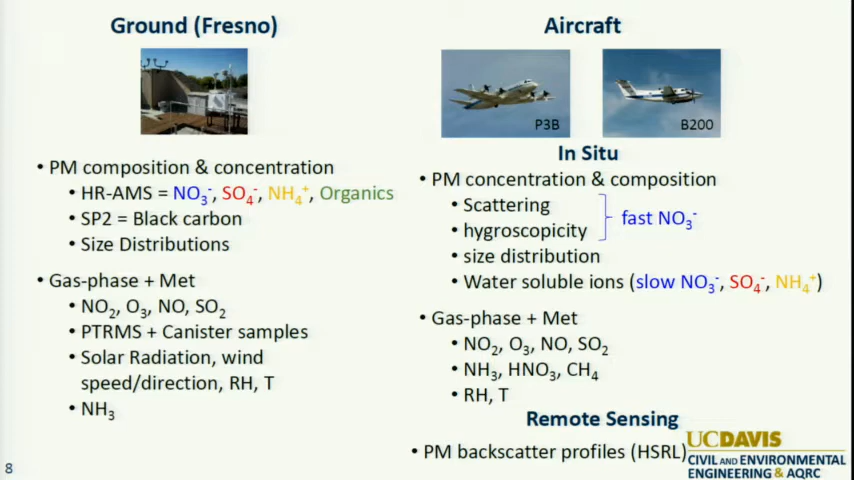 Ground (Fresno)
• PM composition & concentration
• HR-AMS = NO₃⁻, SO₄⁻, NH₄⁺, Organics
• SP2 = Black carbon
• Size Distributions
• Gas-phase + Met
• NO₂, O₃, NO, SO₂
• PTRMS + Canister samples
• Solar Radiation, wind
speed/direction, RH, T
• NH₃
8
Aircraft
P3B
B200
In Situ
• PM concentration & composition
• Scattering
• hygroscopicity
fast NO₃⁻
• size distribution
• Water soluble ions (slow NO₃⁻, SO₄⁻, NH₄⁺)
• Gas-phase + Met
• NO₂, O₃, NO, SO₂
• NH₃, HNO₃, CH₄
• RH, T
Remote Sensing
• PM backscatter profiles (HSRL)
UCDAVIS
CIVIL AND ENVIRONMENTAL
ENGINEERING & AQRC